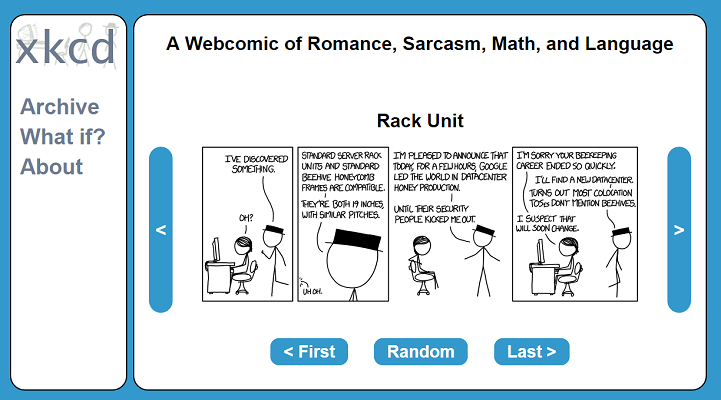 xkcd
Archive
What if?
About
A Webcomic of Romance, Sarcasm, Math, and Language
Rack Unit
<
I'VE DISCOVERED
SOMETHING.
OH?
STANDARD SERVER RACK
UNITS AND STANDARD
BEEHIVE HONEYCOMB
FRAMES ARE COMPATIBLE.
THEY'RE BOTH 19 INCHES,
WITH SIMILAR PITCHES.
UH OH.
I'M PLEASED TO ANNOUNCE THAT
TODAY, FOR A FEW HOURS, GOOGLE
LED THE WORLD IN DATACENTER
HONEY PRODUCTION.
UNTIL THEIR SECURITY
PEOPLE KICKED ME OUT.
I'M SORRY YOUR BEEKEEPING
CAREER ENDED SO QUICKLY.
I'LL FIND A NEW DATACENTER.
TURNS OUT MOST COLOCATION
TOSes DON'T MENTION BEEHIVES.
I SUSPECT THAT
WILL SOON CHANGE.
>
< First
Random
Last >